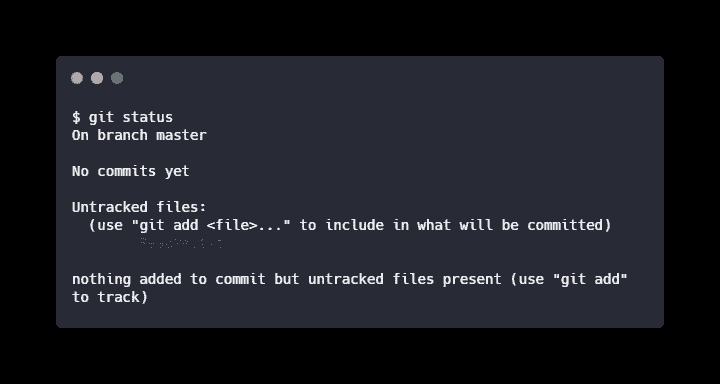 $ git status
On branch master
No commits yet
Untracked files:
(use "git add <file>..." to include in what will be committed)
nothing added to commit but untracked files present (use "git add"
to track)